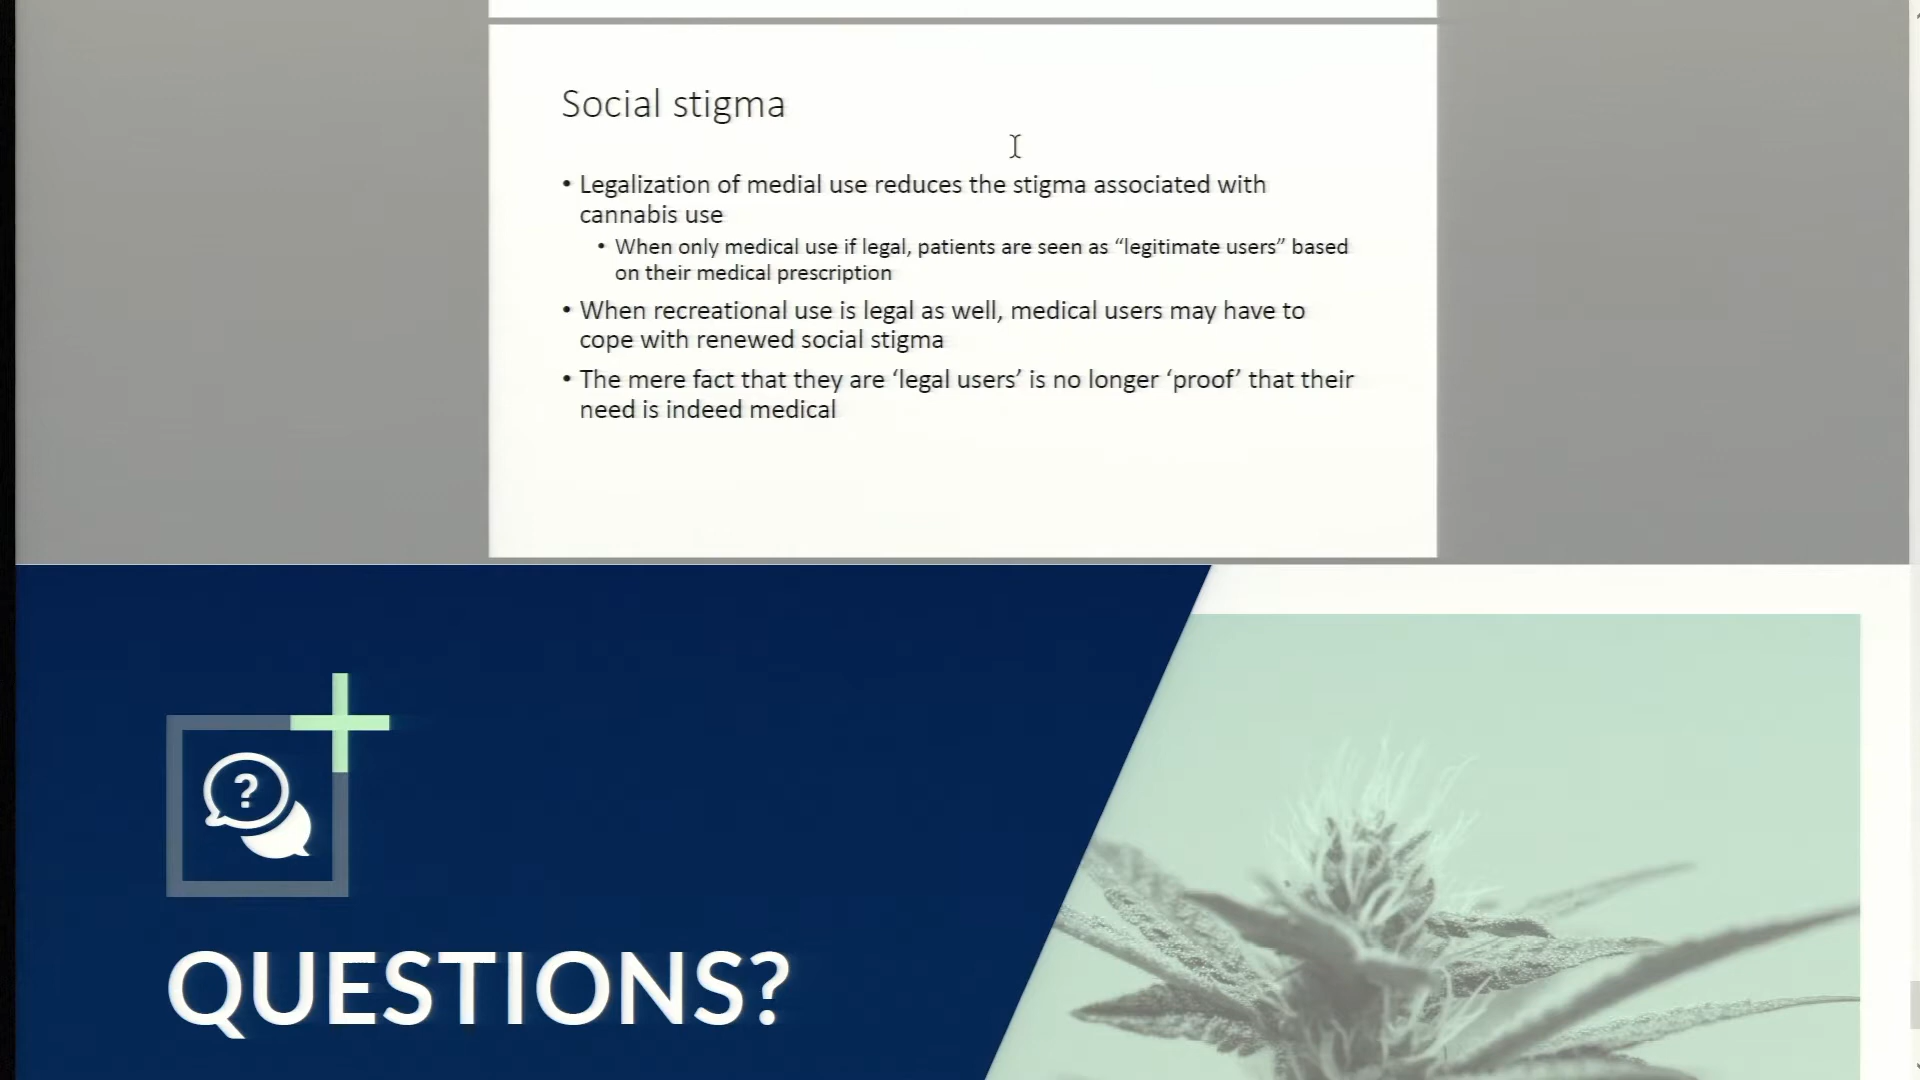 Social stigma
• Legalization of medial use reduces the stigma associated with
cannabis use
• When only medical use if legal, patients are seen as “legitimate users” based
on their medical prescription
• When recreational use is legal as well, medical users may have to
cope with renewed social stigma
• The mere fact that they are ‘legal users’ is no longer ‘proof’ that their
need is indeed medical
?
QUESTIONS?